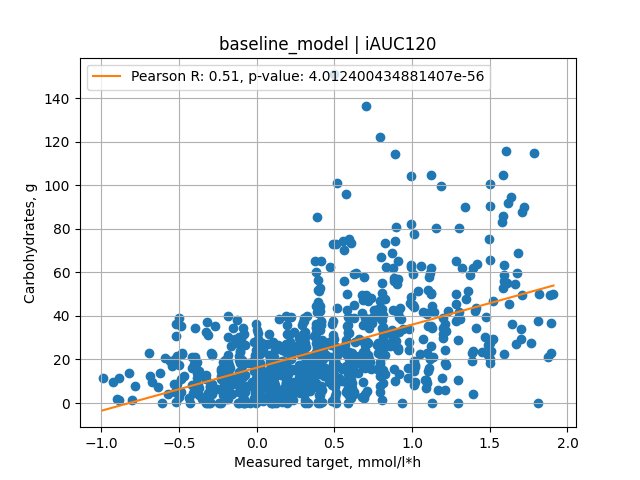 baseline_model | iAUC120
Pearson R: 0.51, p-value: 4.012400434881407e-56
140
120
100
80
60
40
20
0
Carbohydrates, g
−1.0 −0.5 0.0 0.5 1.0 1.5 2.0
Measured target, mmol/l*h